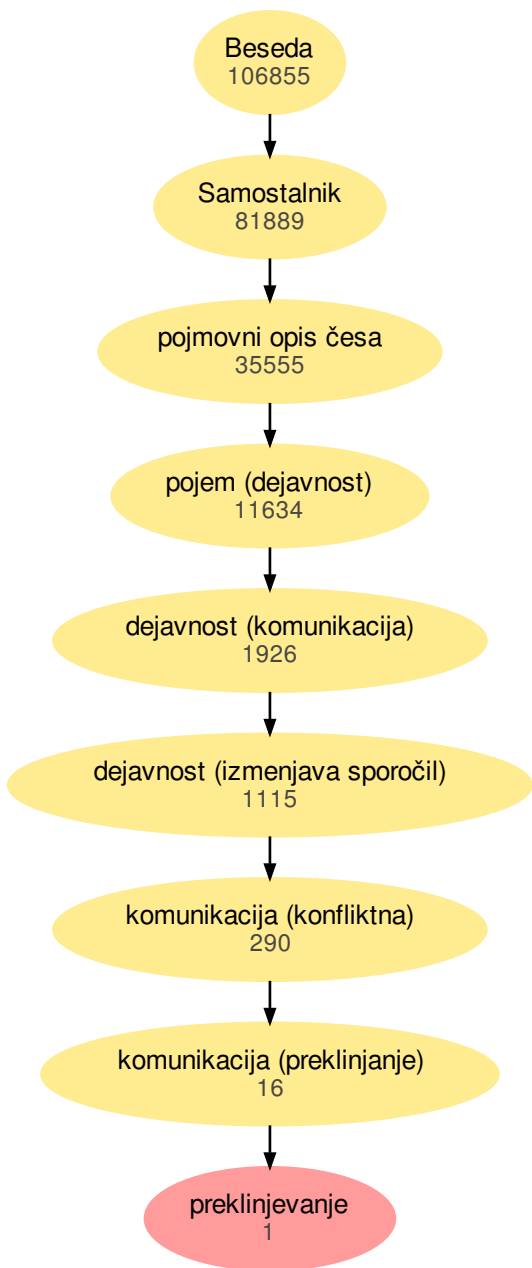 Beseda
106855
Samostalnik
81889
pojmovni opis česa
35555
pojem (dejavnost)
11634
dejavnost (komunikacija)
1926
dejavnost (izmenjava sporočil)
1115
komunikacija (konfliktna)
290
komunikacija (preklinjanje)
16
preklinjevanje
1